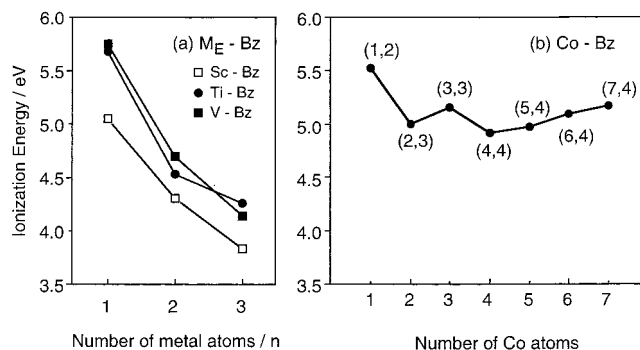 6.0
5.5
5.0
4.5
4.0
3.5
Ionization Energy / eV
(a) ME - Bz
Sc - Bz
Ti - Bz
V - Bz
1
2
3
Number of metal atoms / n
6.0
5.5
5.0
4.5
4.0
3.5
(b) Co - Bz
(1,2)
(2,3)
(3,3)
(4,4)
(5,4)
(6,4)
(7,4)
1 2 3 4 5 6 7
Number of Co atoms